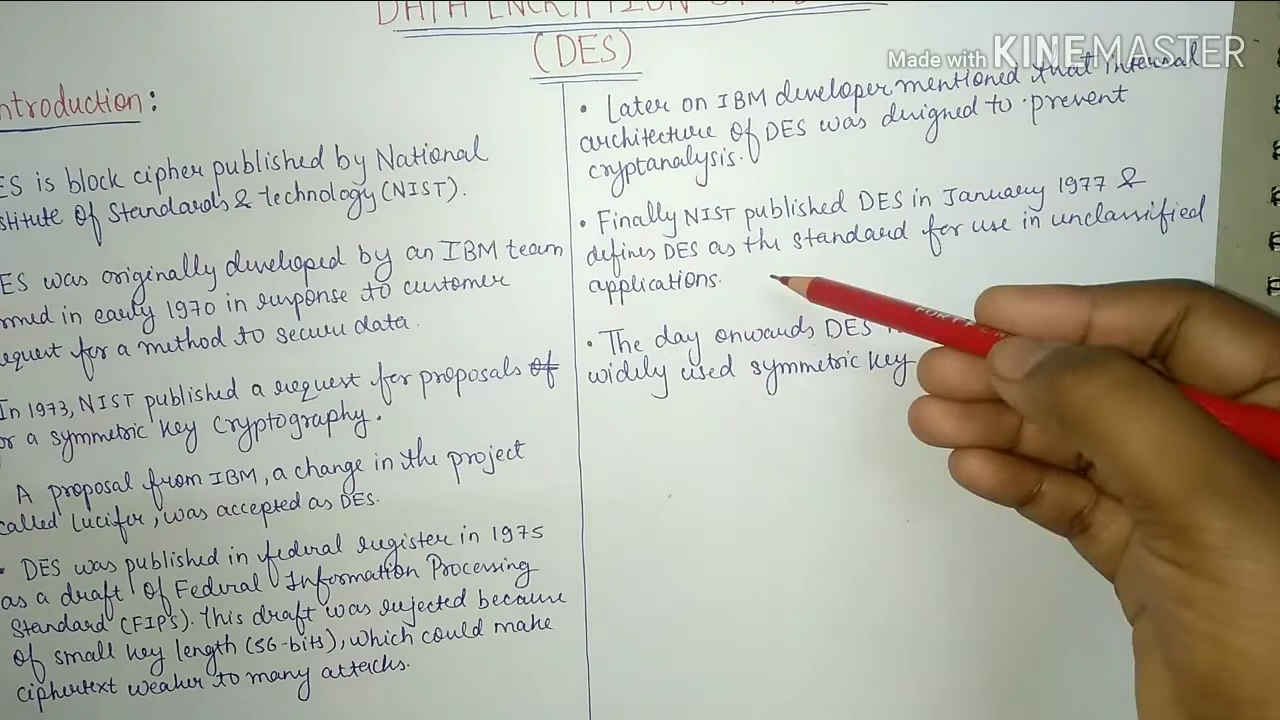 DATA ENCRYPTION
(DES)
Made with KINEMASTER
ntroduction:
ES is block cipher published by National
stitute of Standards & Technology (NIST).
ES was originally developed by an IBM team
rmed in early 1970 in response to customer
equest for a method to secure data.
In 1973, NIST published a request for proposals of
or a symmetric key cryptography.
A proposal from IBM, a change in the project
called Lucifer, was accepted as DES.
• DES was published in federal register in 1975
as a draft of Federal Information Processing
Standard (FIPS). This draft was rejected because
of small key length (56-bits), which could make
ciphertext weaker to many attacks.
• Later on IBM developer mentioned that internal
architecture of DES was designed to prevent
cryptanalysis.
• Finally NIST published DES in January 1977 &
defines DES as the standard for use in unclassified
applications.
• The day onwards DES
widely used symmetric key